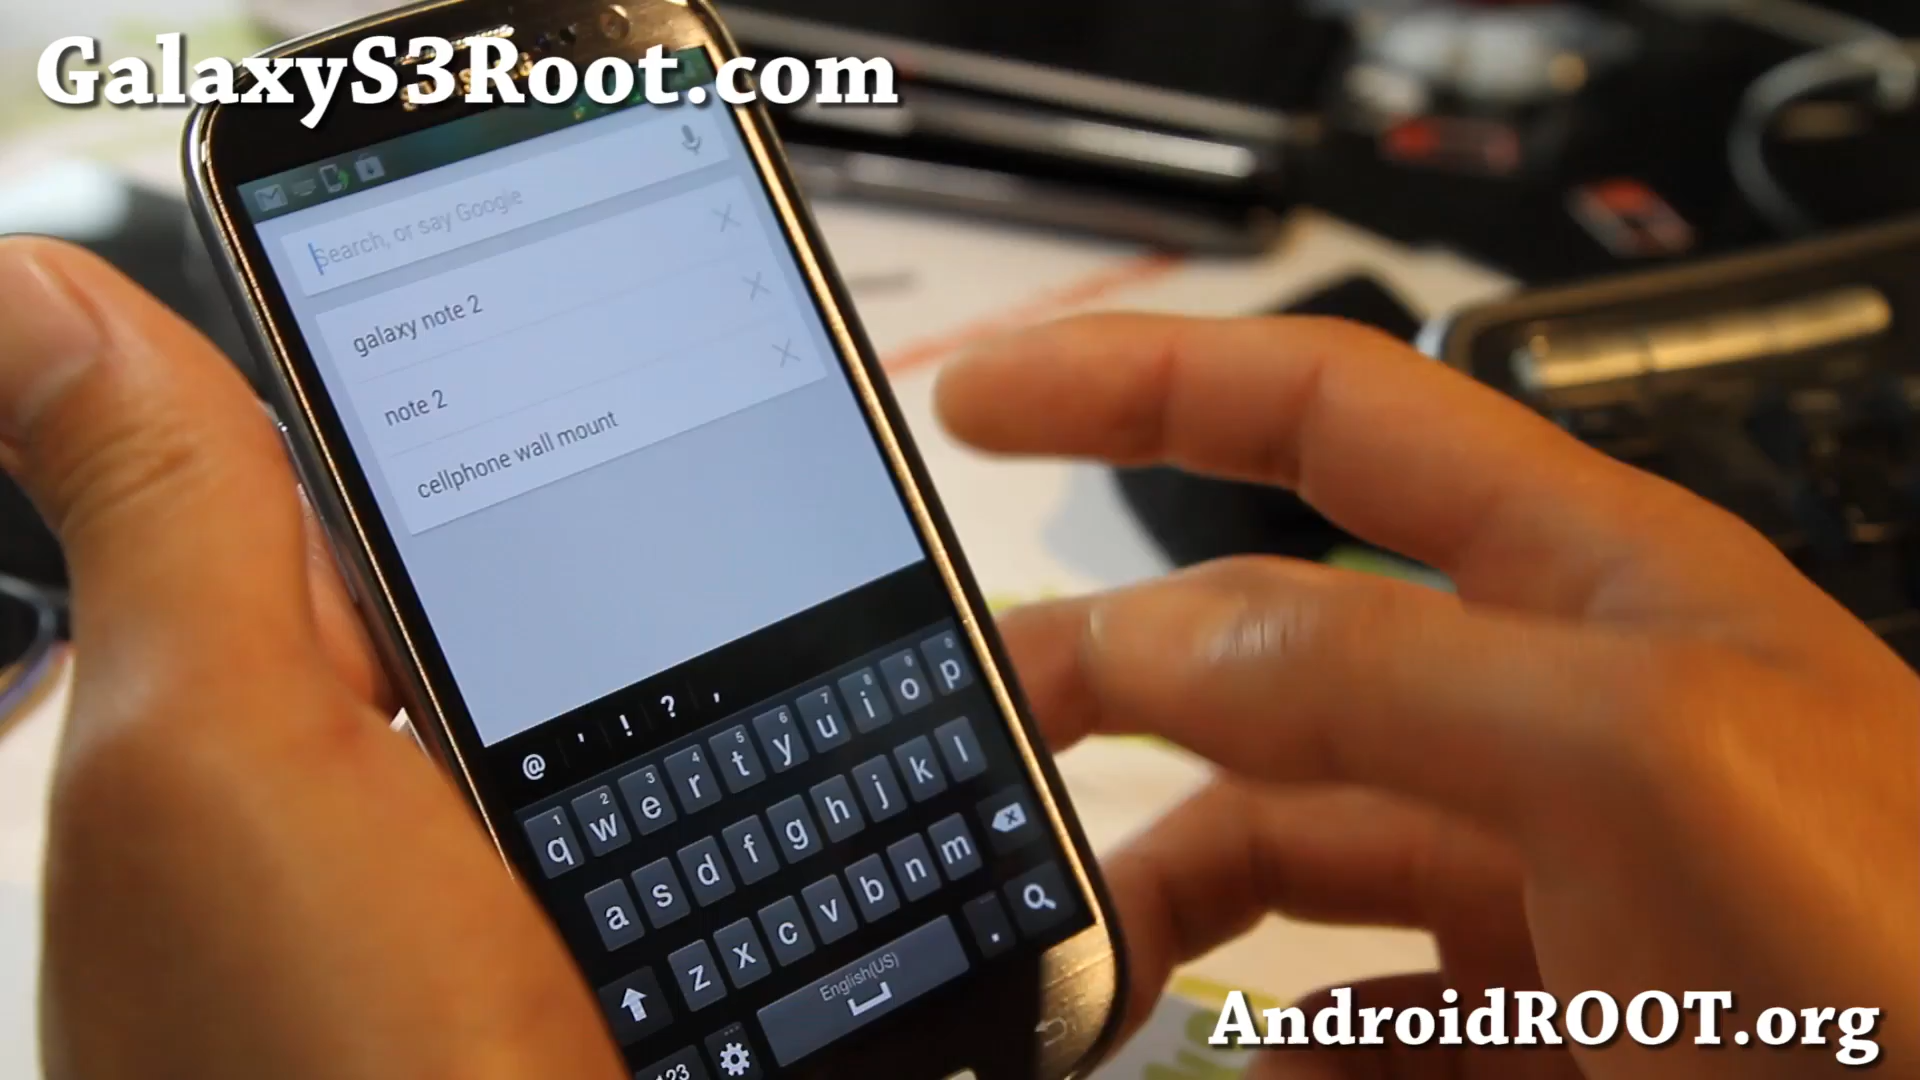 GalaxyS3Root.com
Search, or say Google
galaxy note 2
note 2
cellphone wall mount
@ ' ! ? ,
1 2 3 4 5 6 7 8 9 0
q w e r t y u i o p
a s d f g h j k l
z x c v b n m
English(US) .
123
AndroidROOT.org